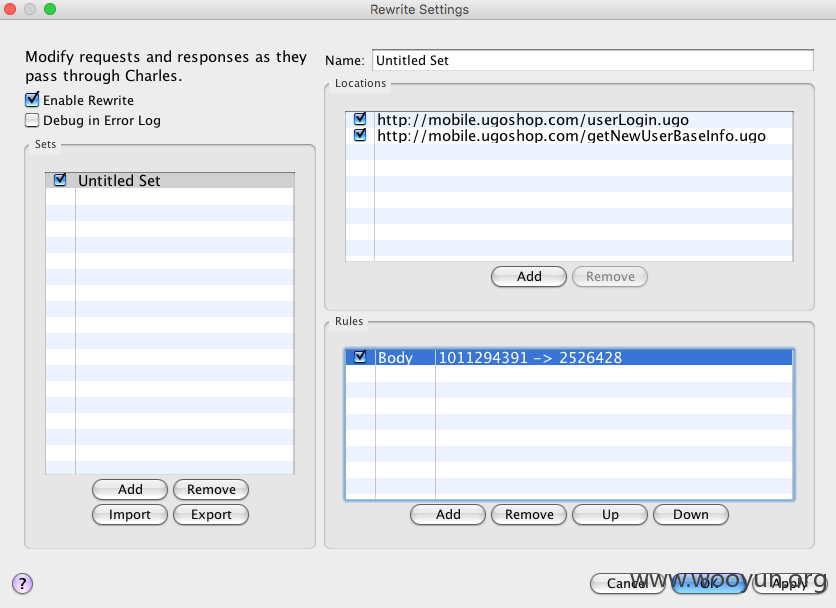 Rewrite Settings
Modify requests and responses as they
pass through Charles.
Enable Rewrite
Debug in Error Log
Sets
Untitled Set
Add
Remove
Import
Export
Name: Untitled Set
Locations
http://mobile.ugoshop.com/userLogin.ugo
http://mobile.ugoshop.com/getNewUserBaseInfo.ugo
Add
Remove
Rules
Body 1011294391 -> 2526428
Add
Remove
Up
Down
?
Cancel
OK
Apply
www.wooyun.org